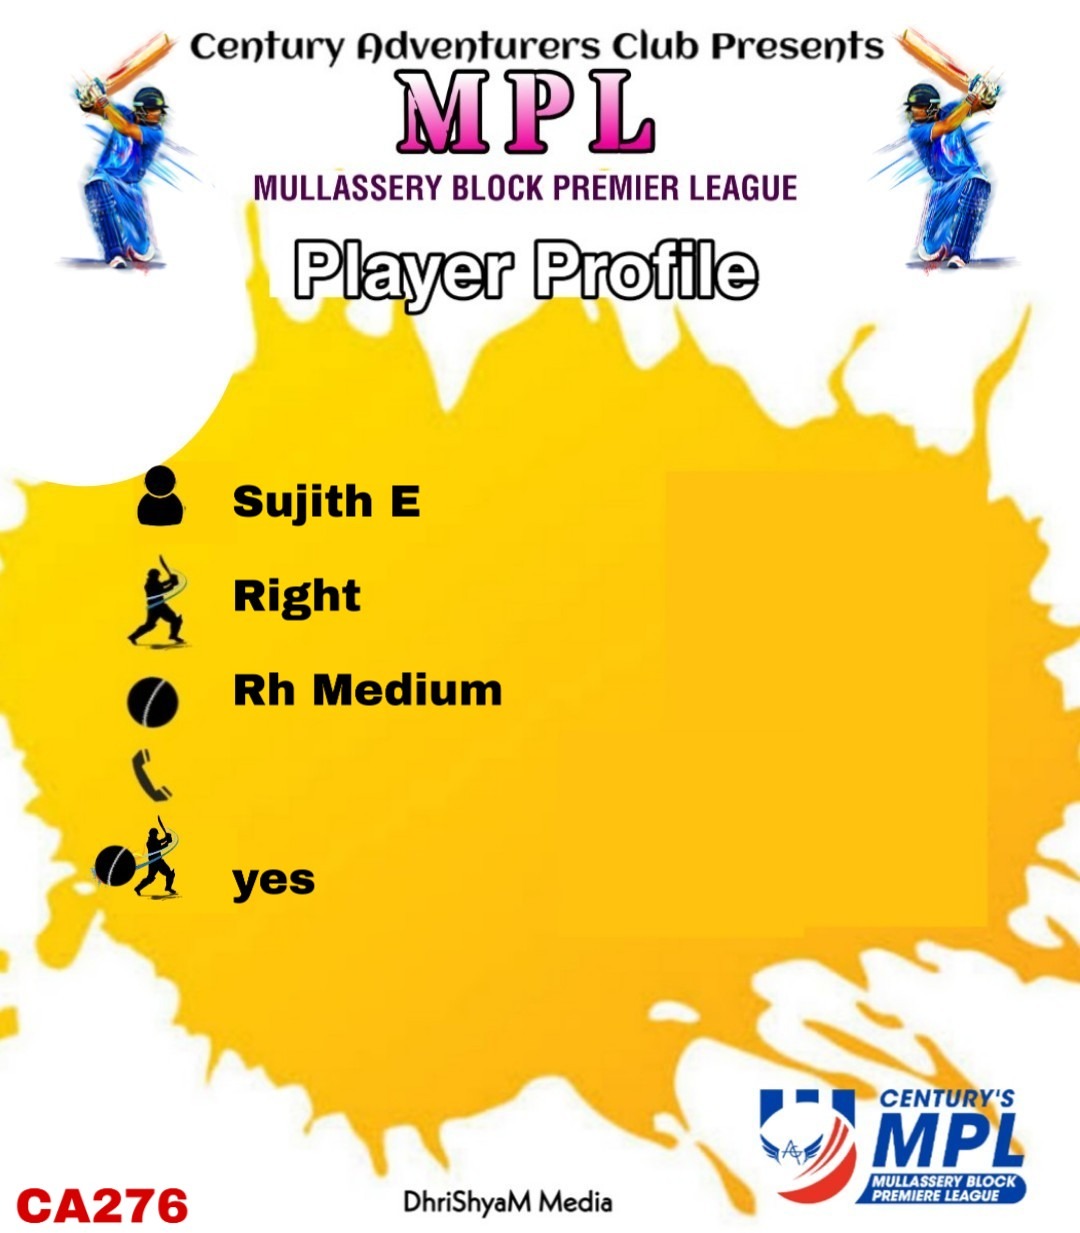 Century Adventurers Club Presents
MPL
MULLASSERY BLOCK PREMIER LEAGUE
Player Profile
Sujith E
Right
Rh Medium
yes
CENTURY'S
MPL
MULLASSERY BLOCK
PREMIERE LEAGUE
CA276
DhriShyaM Media